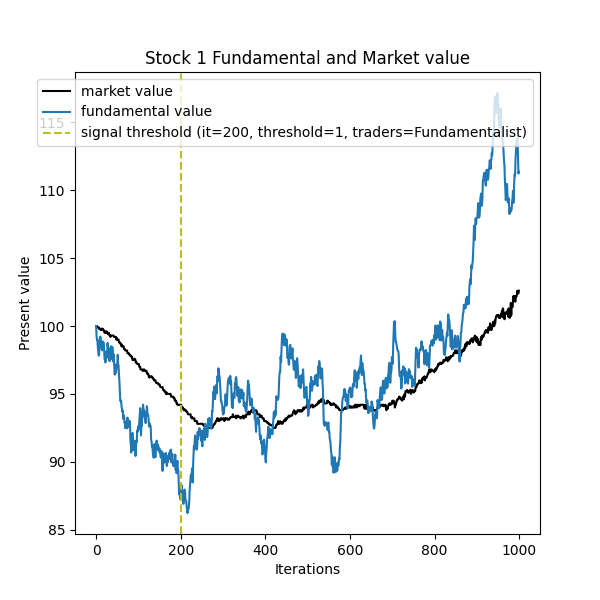 Stock 1 Fundamental and Market value
market value
fundamental value
signal threshold (it=200, threshold=1, traders=Fundamentalist)
115
110
105
100
95
90
85
Present value
0 200 400 600 800 1000
Iterations